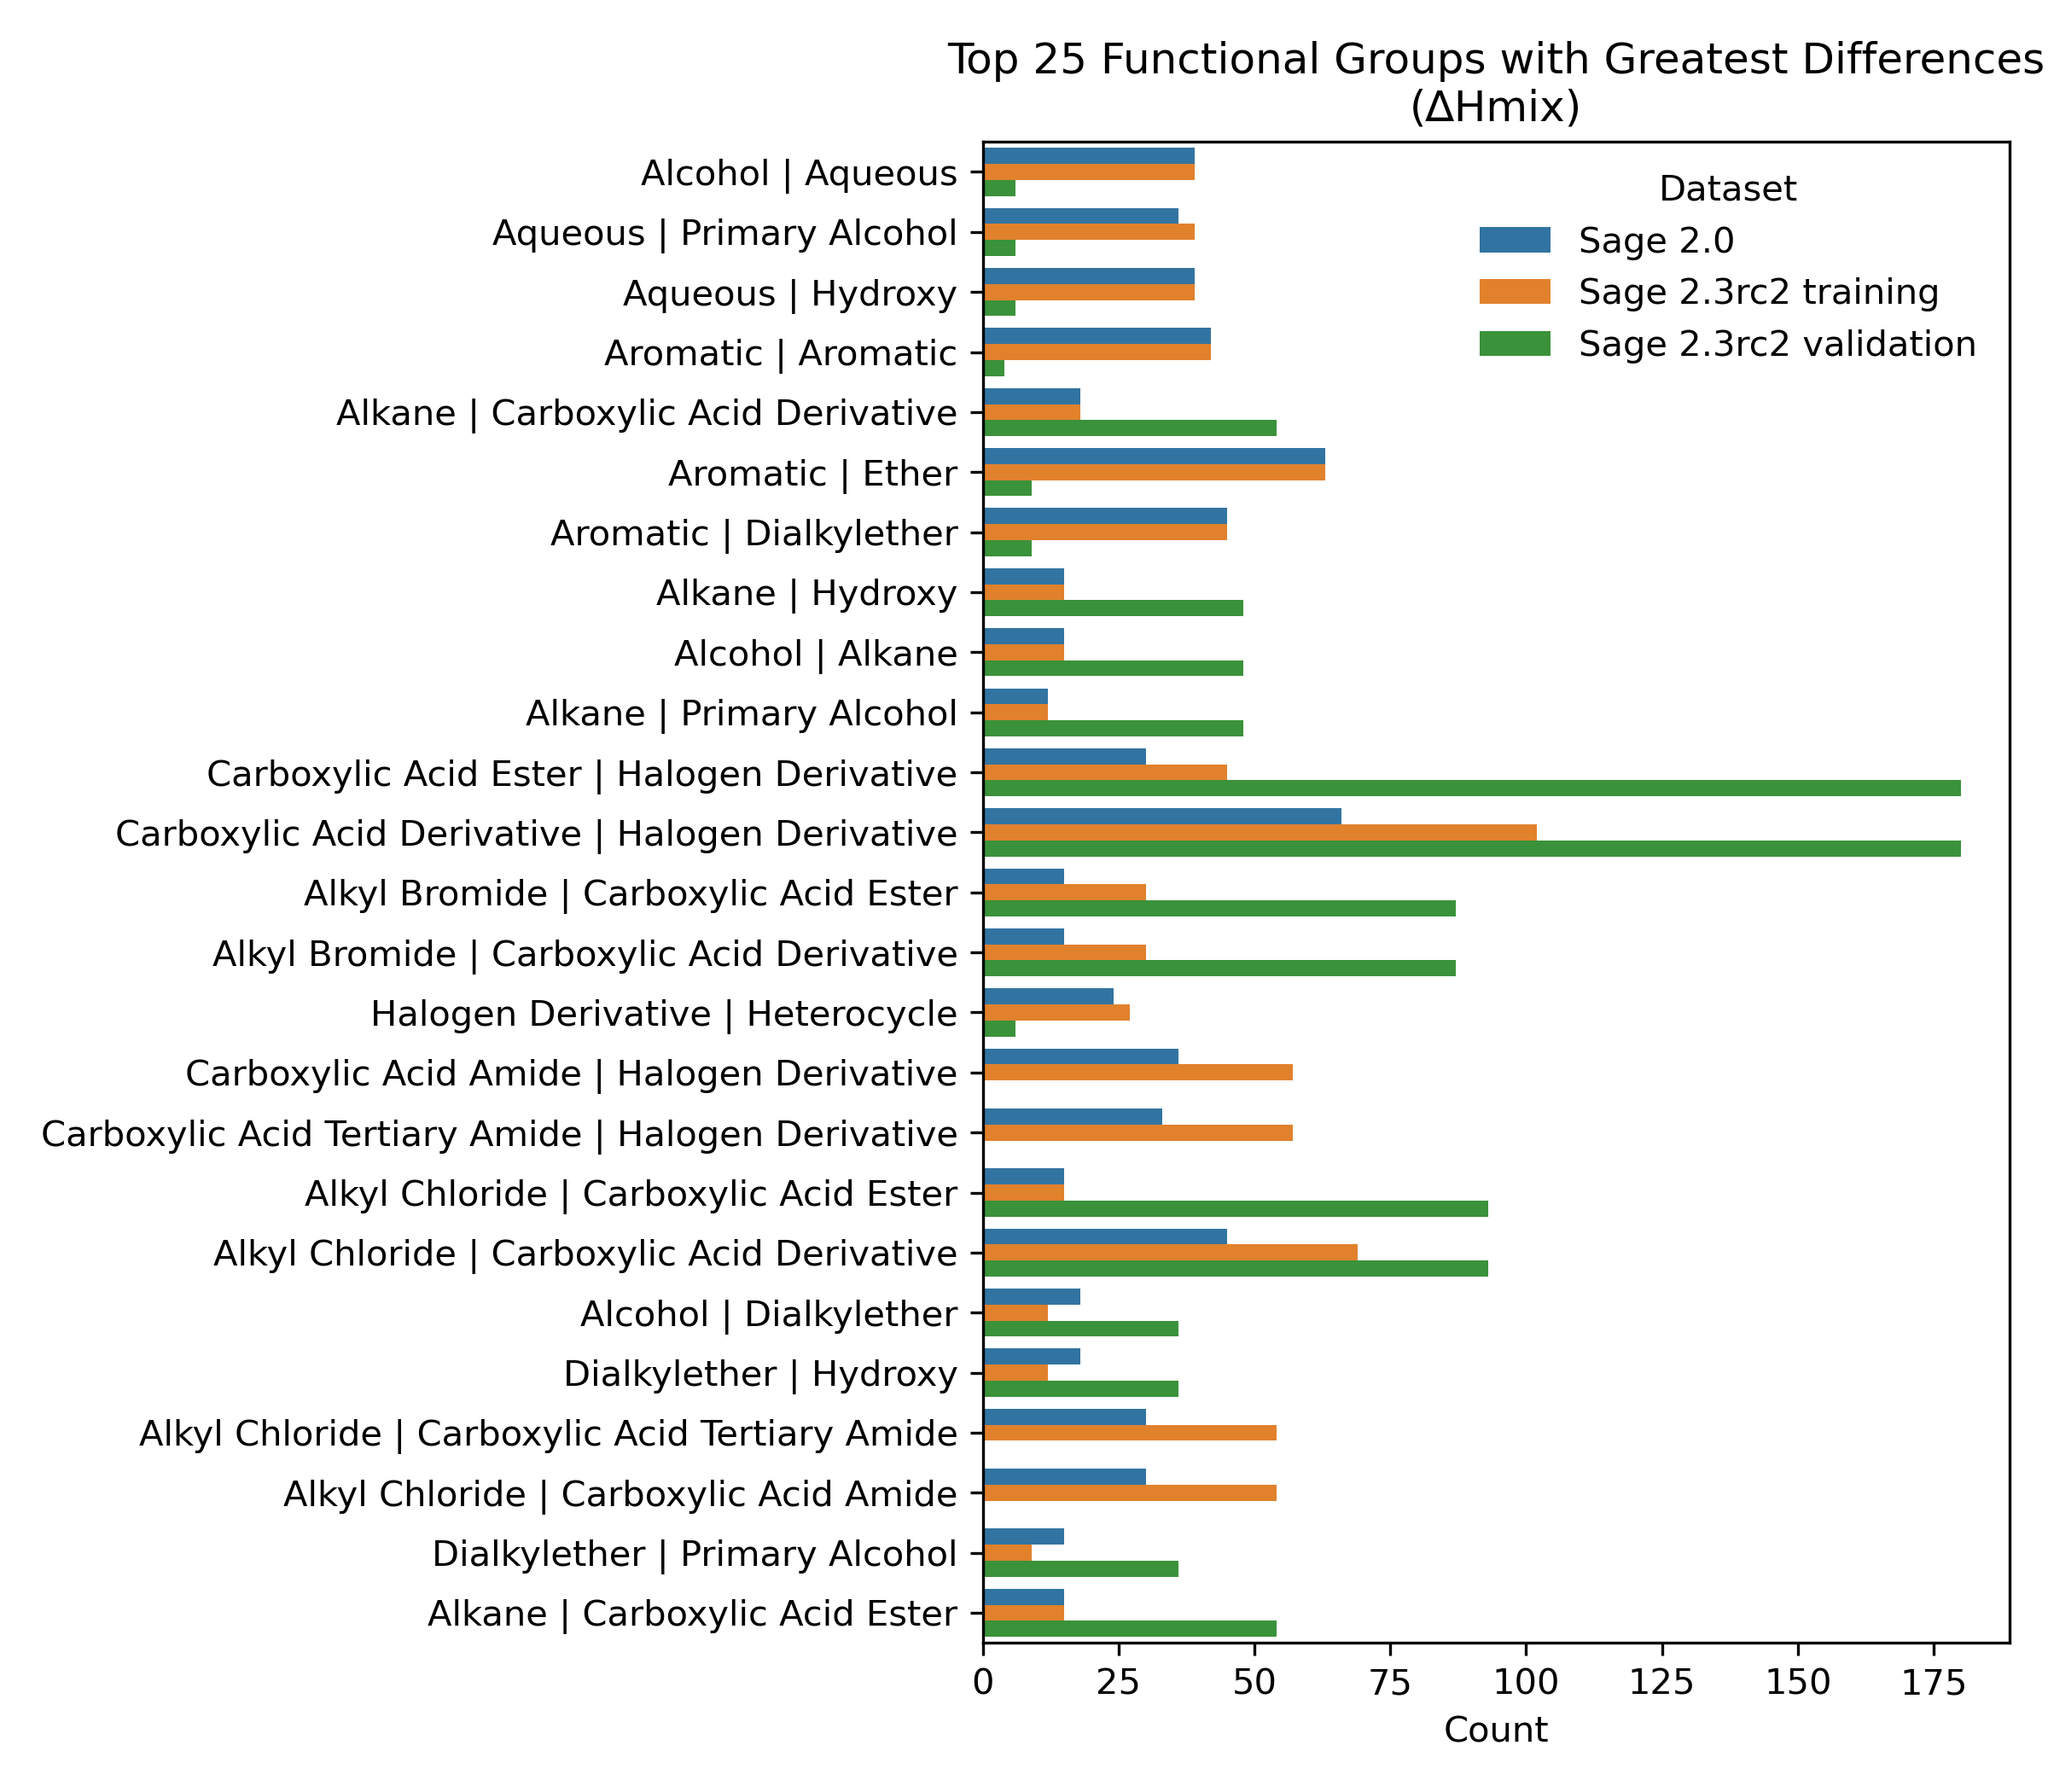 Top 25 Functional Groups with Greatest Differences
(ΔHmix)
Dataset
Sage 2.0
Sage 2.3rc2 training
Sage 2.3rc2 validation
Alcohol | Aqueous
Aqueous | Primary Alcohol
Aqueous | Hydroxy
Aromatic | Aromatic
Alkane | Carboxylic Acid Derivative
Aromatic | Ether
Aromatic | Dialkylether
Alkane | Hydroxy
Alcohol | Alkane
Alkane | Primary Alcohol
Carboxylic Acid Ester | Halogen Derivative
Carboxylic Acid Derivative | Halogen Derivative
Alkyl Bromide | Carboxylic Acid Ester
Alkyl Bromide | Carboxylic Acid Derivative
Halogen Derivative | Heterocycle
Carboxylic Acid Amide | Halogen Derivative
Carboxylic Acid Tertiary Amide | Halogen Derivative
Alkyl Chloride | Carboxylic Acid Ester
Alkyl Chloride | Carboxylic Acid Derivative
Alcohol | Dialkylether
Dialkylether | Hydroxy
Alkyl Chloride | Carboxylic Acid Tertiary Amide
Alkyl Chloride | Carboxylic Acid Amide
Dialkylether | Primary Alcohol
Alkane | Carboxylic Acid Ester
0 25 50 75 100 125 150 175
Count